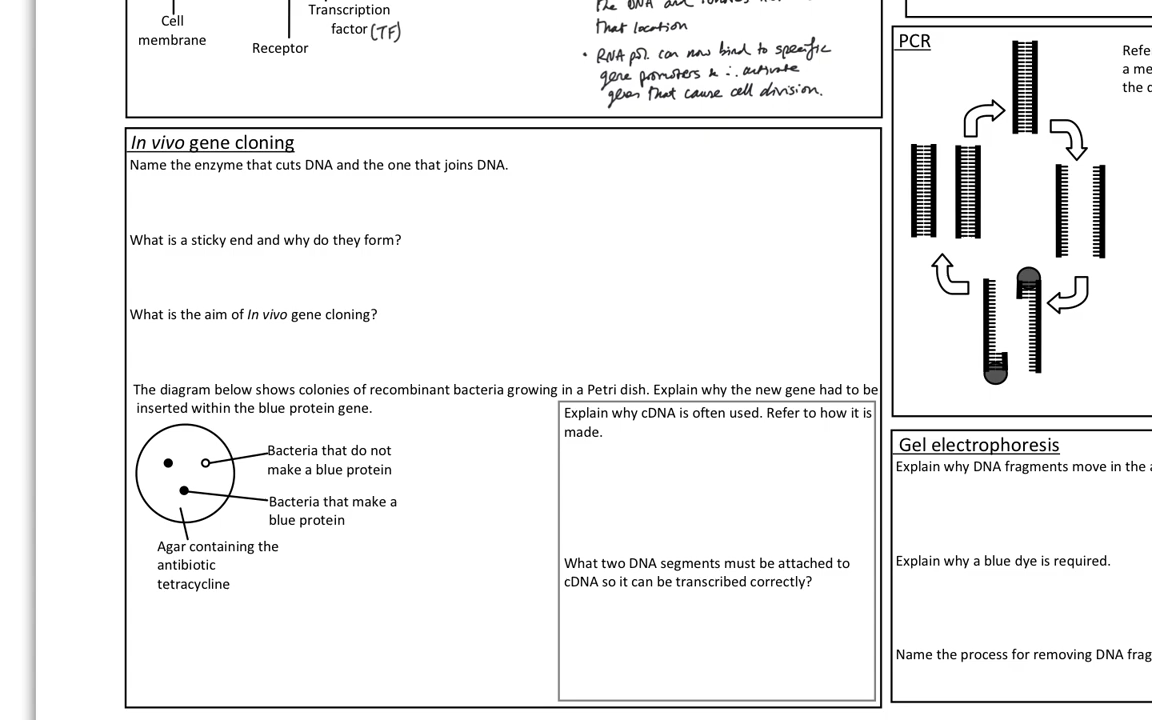 Cell
membrane
Transcription
factor (TF)
Receptor
the DNA and
that location
• RNA pol. can now bind to specific
gene promoters & ∴ activate
genes that cause cell division.
In vivo gene cloning
Name the enzyme that cuts DNA and the one that joins DNA.
What is a sticky end and why do they form?
What is the aim of In vivo gene cloning?
The diagram below shows colonies of recombinant bacteria growing in a Petri dish. Explain why the new gene had to be
inserted within the blue protein gene.
Bacteria that do not
make a blue protein
Bacteria that make a
blue protein
Agar containing the
antibiotic
tetracycline
Explain why cDNA is often used. Refer to how it is
made.
What two DNA segments must be attached to
cDNA so it can be transcribed correctly?
PCR
Refe
a me
the c
Gel electrophoresis
Explain why DNA fragments move in the a
Explain why a blue dye is required.
Name the process for removing DNA frag